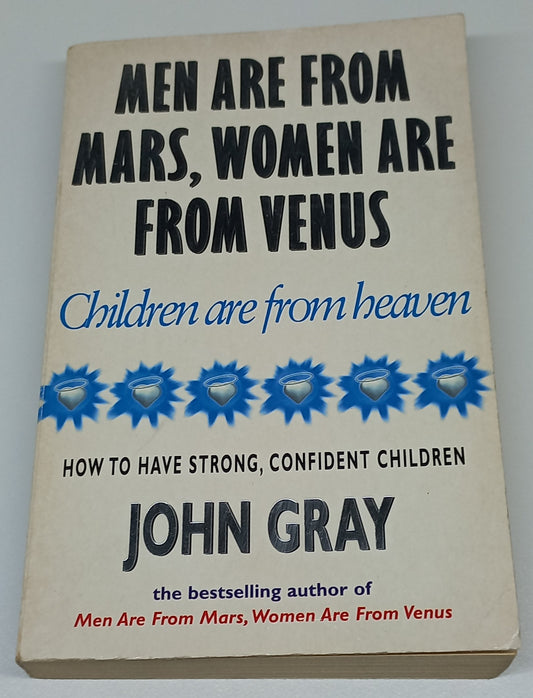 MEN ARE FROM
MARS, WOMEN ARE
FROM VENUS
Children are from heaven
HOW TO HAVE STRONG, CONFIDENT CHILDREN
JOHN GRAY
the bestselling author of
Men Are From Mars, Women Are From Venus